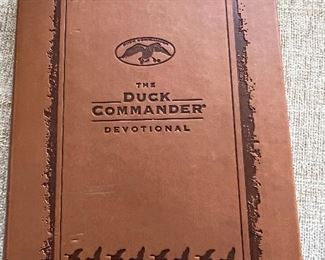 THE
DUCK
COMMANDER®
DEVOTIONAL